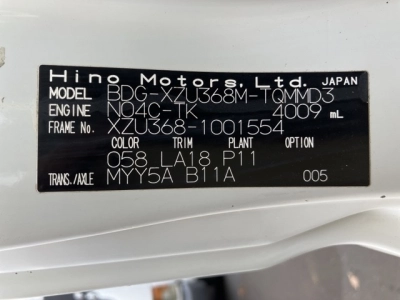 Hino Motors, Ltd. JAPAN
MODEL BDG-XZU368M-TQMMD3
ENGINE N04C-TK 4009 mL
FRAME No. XZU368-1001554
COLOR TRIM PLANT OPTION
058 LA18 P11
TRANS./AXLE MYY5A B11A 005